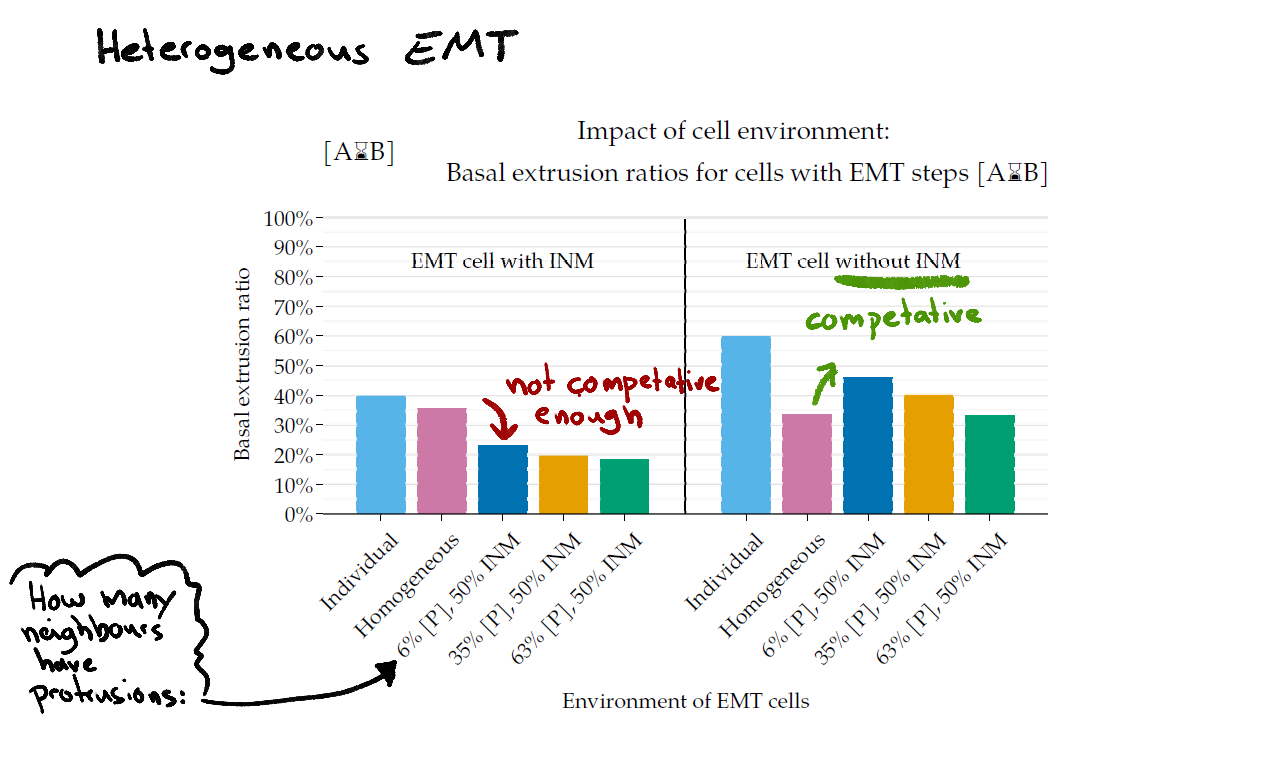 Heterogeneous EMT
Impact of cell environment:
[A⌛B]
Basal extrusion ratios for cells with EMT steps [A⌛B]
Basal extrusion ratio
100%
90%
80%
70%
60%
50%
40%
30%
20%
10%
0%
EMT cell with INM
EMT cell without INM
competative
not competative
enough
Individual
Homogeneous
6% [P], 50% INM
35% [P], 50% INM
63% [P], 50% INM
Individual
Homogeneous
6% [P], 50% INM
35% [P], 50% INM
63% [P], 50% INM
How many
neighbours
have
protrusions:
Environment of EMT cells